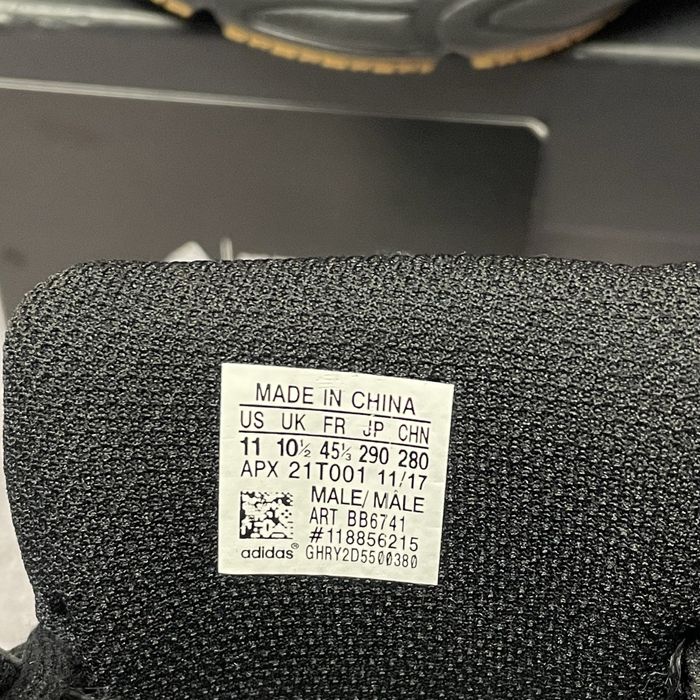 MADE IN CHINA
US UK FR JP CHN
11 10½ 45⅓ 290 280
APX 21T001 11/17
MALE/MÂLE
ART BB6741
#118856215
adidas® GHRY2D5500380